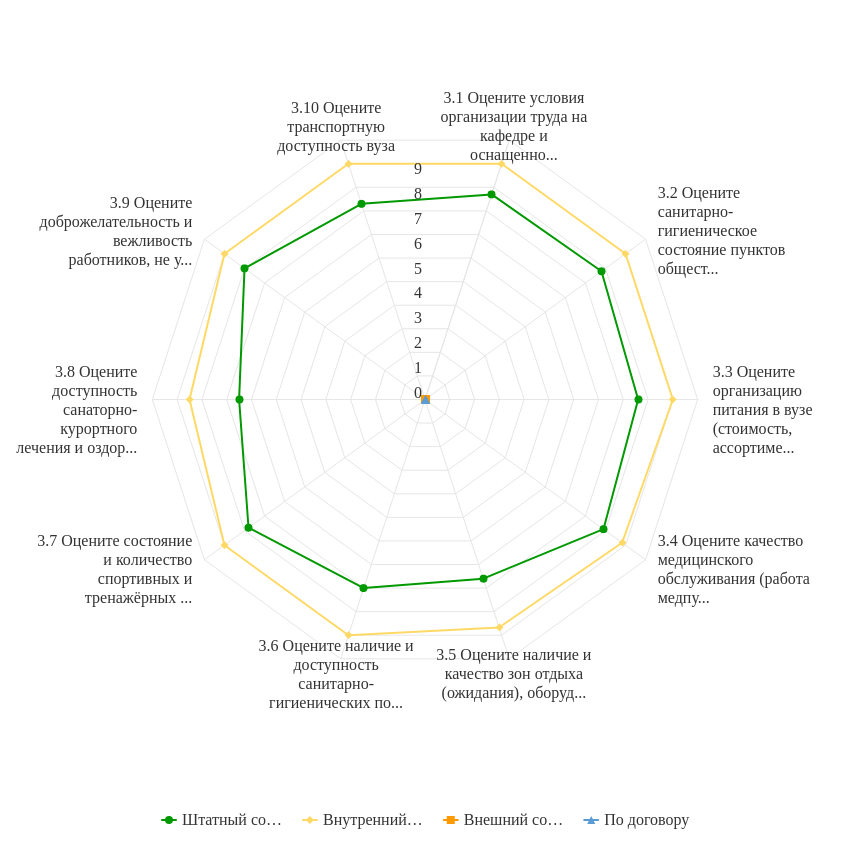 3.10 Оцените
транспортную
доступность вуза
3.1 Оцените условия
организации труда на
кафедре и
оснащенно...
3.2 Оцените
санитарно-
гигиеническое
состояние пунктов
общест...
3.3 Оцените
организацию
питания в вузе
(стоимость,
ассортиме...
3.4 Оцените качество
медицинского
обслуживания (работа
медпу...
3.5 Оцените наличие и
качество зон отдыха
(ожидания), оборуд...
3.6 Оцените наличие и
доступность
санитарно-
гигиенических по...
3.7 Оцените состояние
и количество
спортивных и
тренажёрных ...
3.8 Оцените
доступность
санаторно-
курортного
лечения и оздор...
3.9 Оцените
доброжелательность и
вежливость
работников, не у...
9
8
7
6
5
4
3
2
1
0
Штатный со… Внутренний… Внешний со… По договору